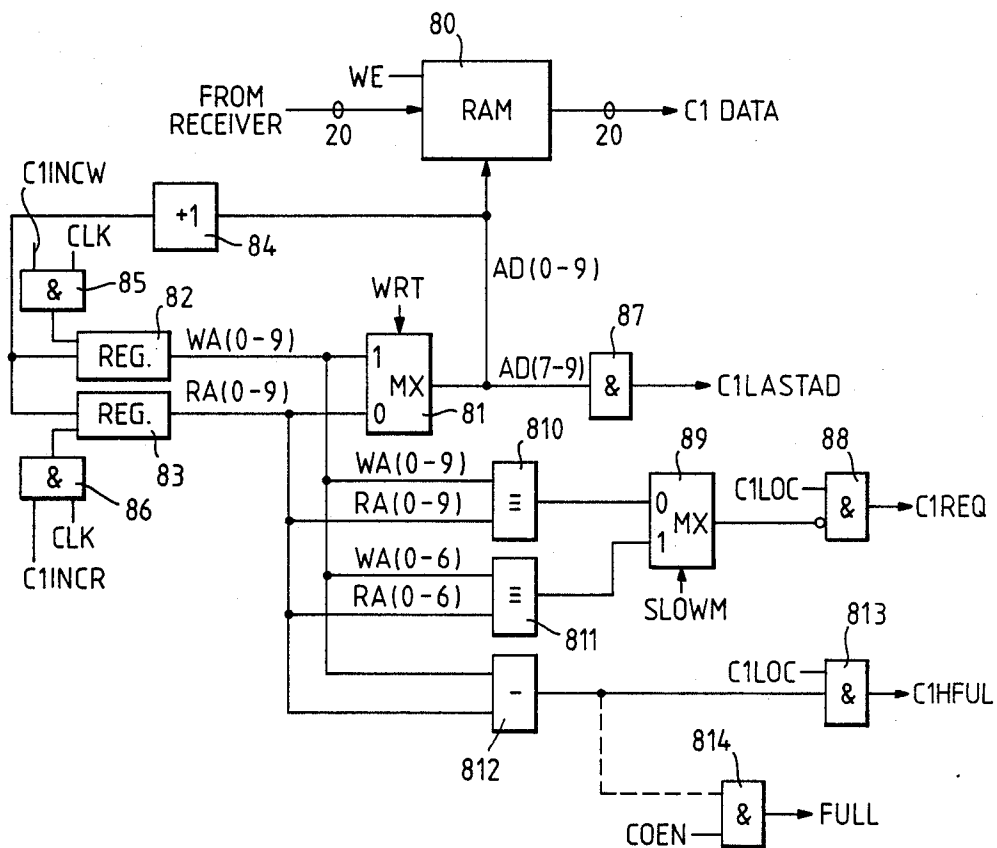 80
WE
FROM
RECEIVER
20
RAM
20
C1 DATA
C1INCW
CLK
+1
84
&
85
82
REG.
WA(0-9)
RA(0-9)
REG.
83
&
86
CLK
C1INCR
WRT
1
MX
0
81
AD(0-9)
AD(7-9)
87
&
C1LASTAD
WA(0-9)
RA(0-9)
810
≡
WA(0-6)
RA(0-6)
≡
811
89
0
MX
1
SLOWM
C1LOC
88
&
C1REQ
-
812
C1LOC
813
&
C1HFUL
814
&
COEN
FULL